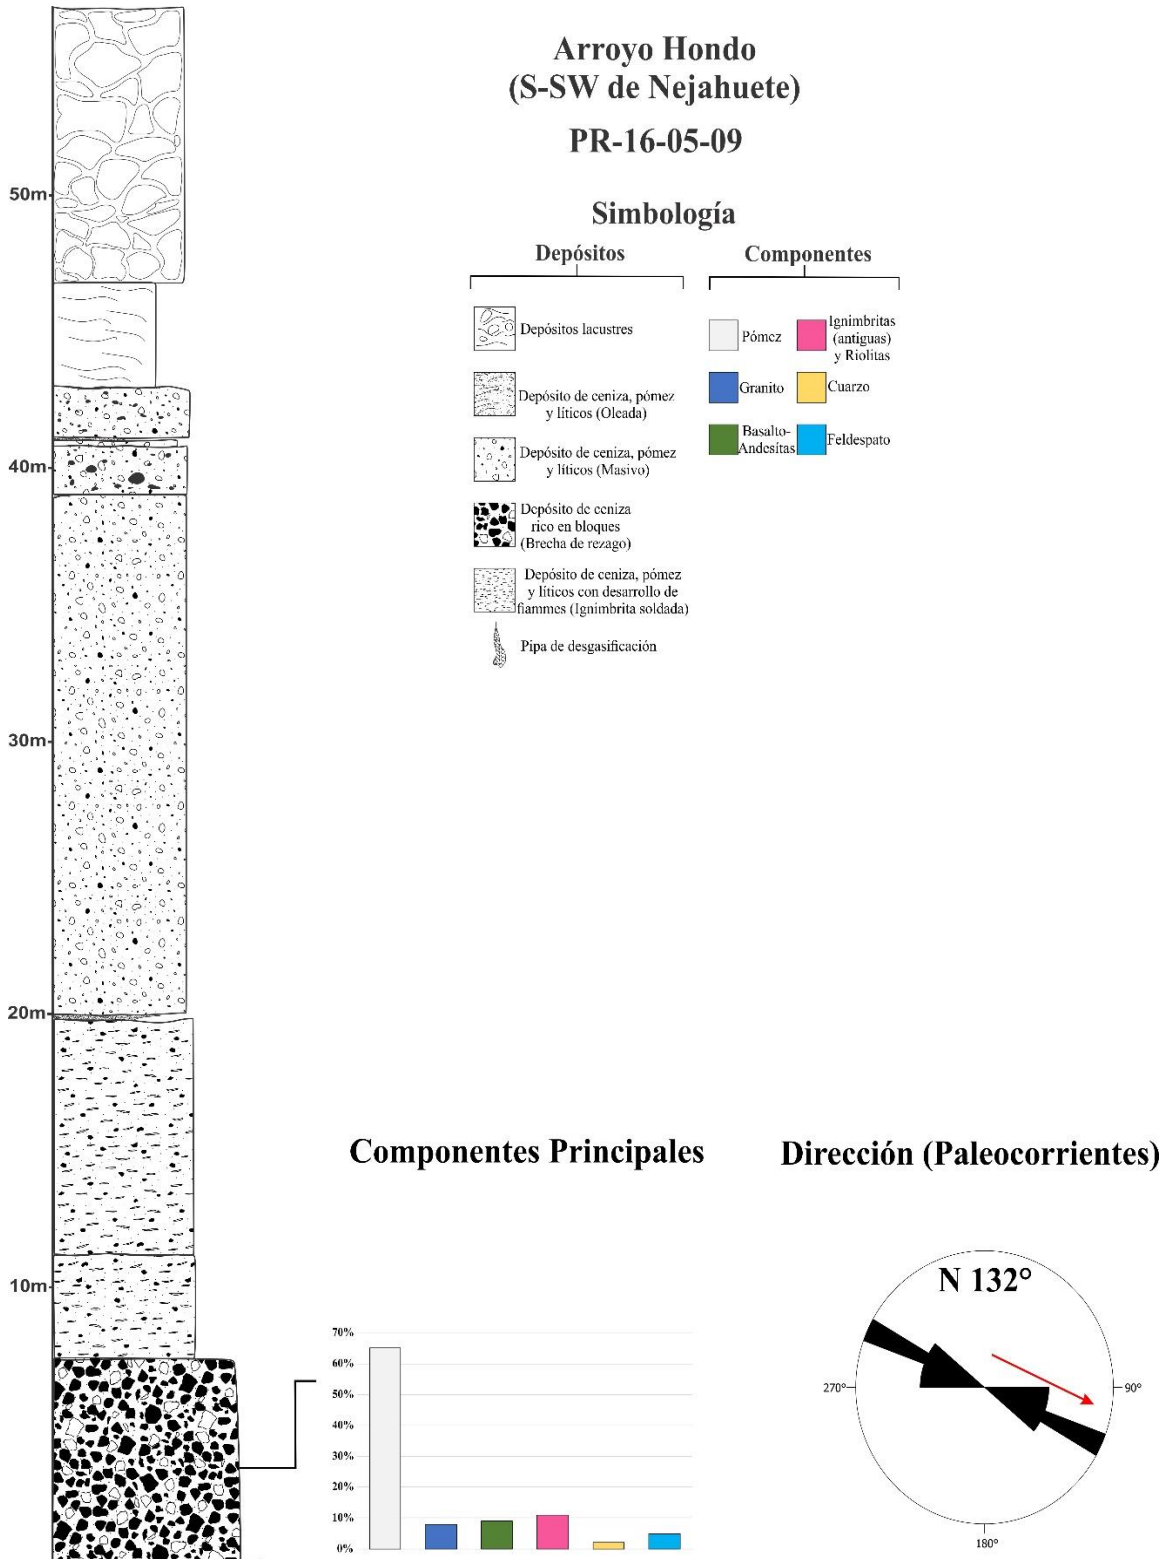 Arroyo Hondo
(S-SW de Nejahuete)
PR-16-05-09
Simbología
Depósitos
Componentes
Depósitos lacustres
Depósito de ceniza, pómez
y líticos (Oleada)
Depósito de ceniza, pómez
y líticos (Masivo)
Depósito de ceniza
rico en bloques
(Brecha de rezago)
Depósito de ceniza, pómez
y líticos con desarrollo de
fiammes (Ignimbrita soldada)
Pipa de desgasificación
Pómez
Ignimbritas
(antiguas)
y Riolitas
Granito
Cuarzo
Basalto-
Andesítas
Feldespato
50m
40m
30m
20m
10m
Componentes Principales
70%
60%
50%
40%
30%
20%
10%
0%
Dirección (Paleocorrientes)
N 132°
270°
90°
180°